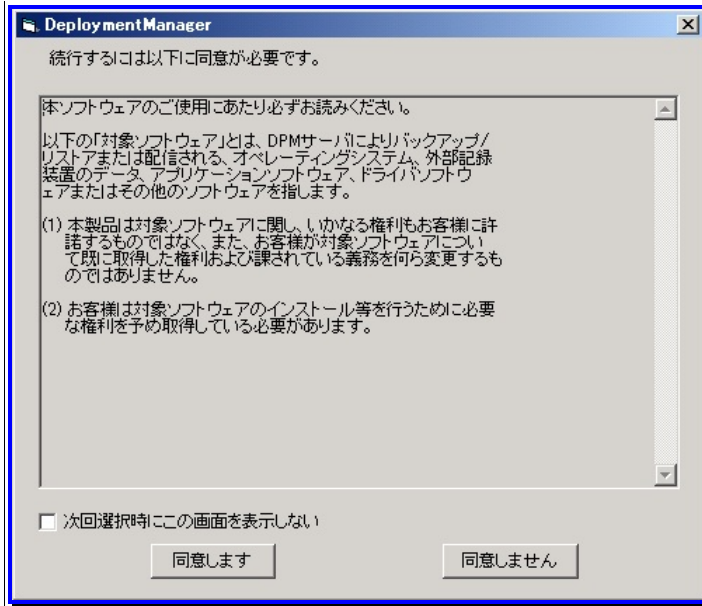 DeploymentManager
続行するには以下に同意が必要です。
本ソフトウェアのご使用にあたり必ずお読みください。
以下の「対象ソフトウェア」とは、DPMサーバによりバックアップ/
リストアまたは配信される、オペレーティングシステム、外部記録
装置のデータ、アプリケーションソフトウェア、ドライバソフトウ
ェアまたはその他のソフトウェアを指します。
(1) 本製品は対象ソフトウェアに関し、いかなる権利もお客様に許
諾するものではなく、また、お客様が対象ソフトウェアについ
て既に取得した権利および課されている義務を何ら変更するも
のではありません。
(2) お客様は対象ソフトウェアのインストール等を行うために必要
な権利を予め取得している必要があります。
次回選択時にこの画面を表示しない
同意します
同意しません